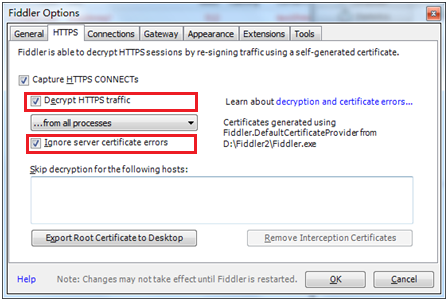 Fiddler Options
General HTTPS Connections Gateway Appearance Extensions Tools
Fiddler is able to decrypt HTTPS sessions by re-signing traffic using a self-generated certificate.
Capture HTTPS CONNECTs
Decrypt HTTPS traffic
Learn about decryption and certificate errors...
...from all processes
Certificates generated using
Fiddler.DefaultCertificateProvider from
D:\Fiddler2\Fiddler.exe
Ignore server certificate errors
Skip decryption for the following hosts:
Export Root Certificate to Desktop
Remove Interception Certificates
Help Note: Changes may not take effect until Fiddler is restarted. OK Cancel